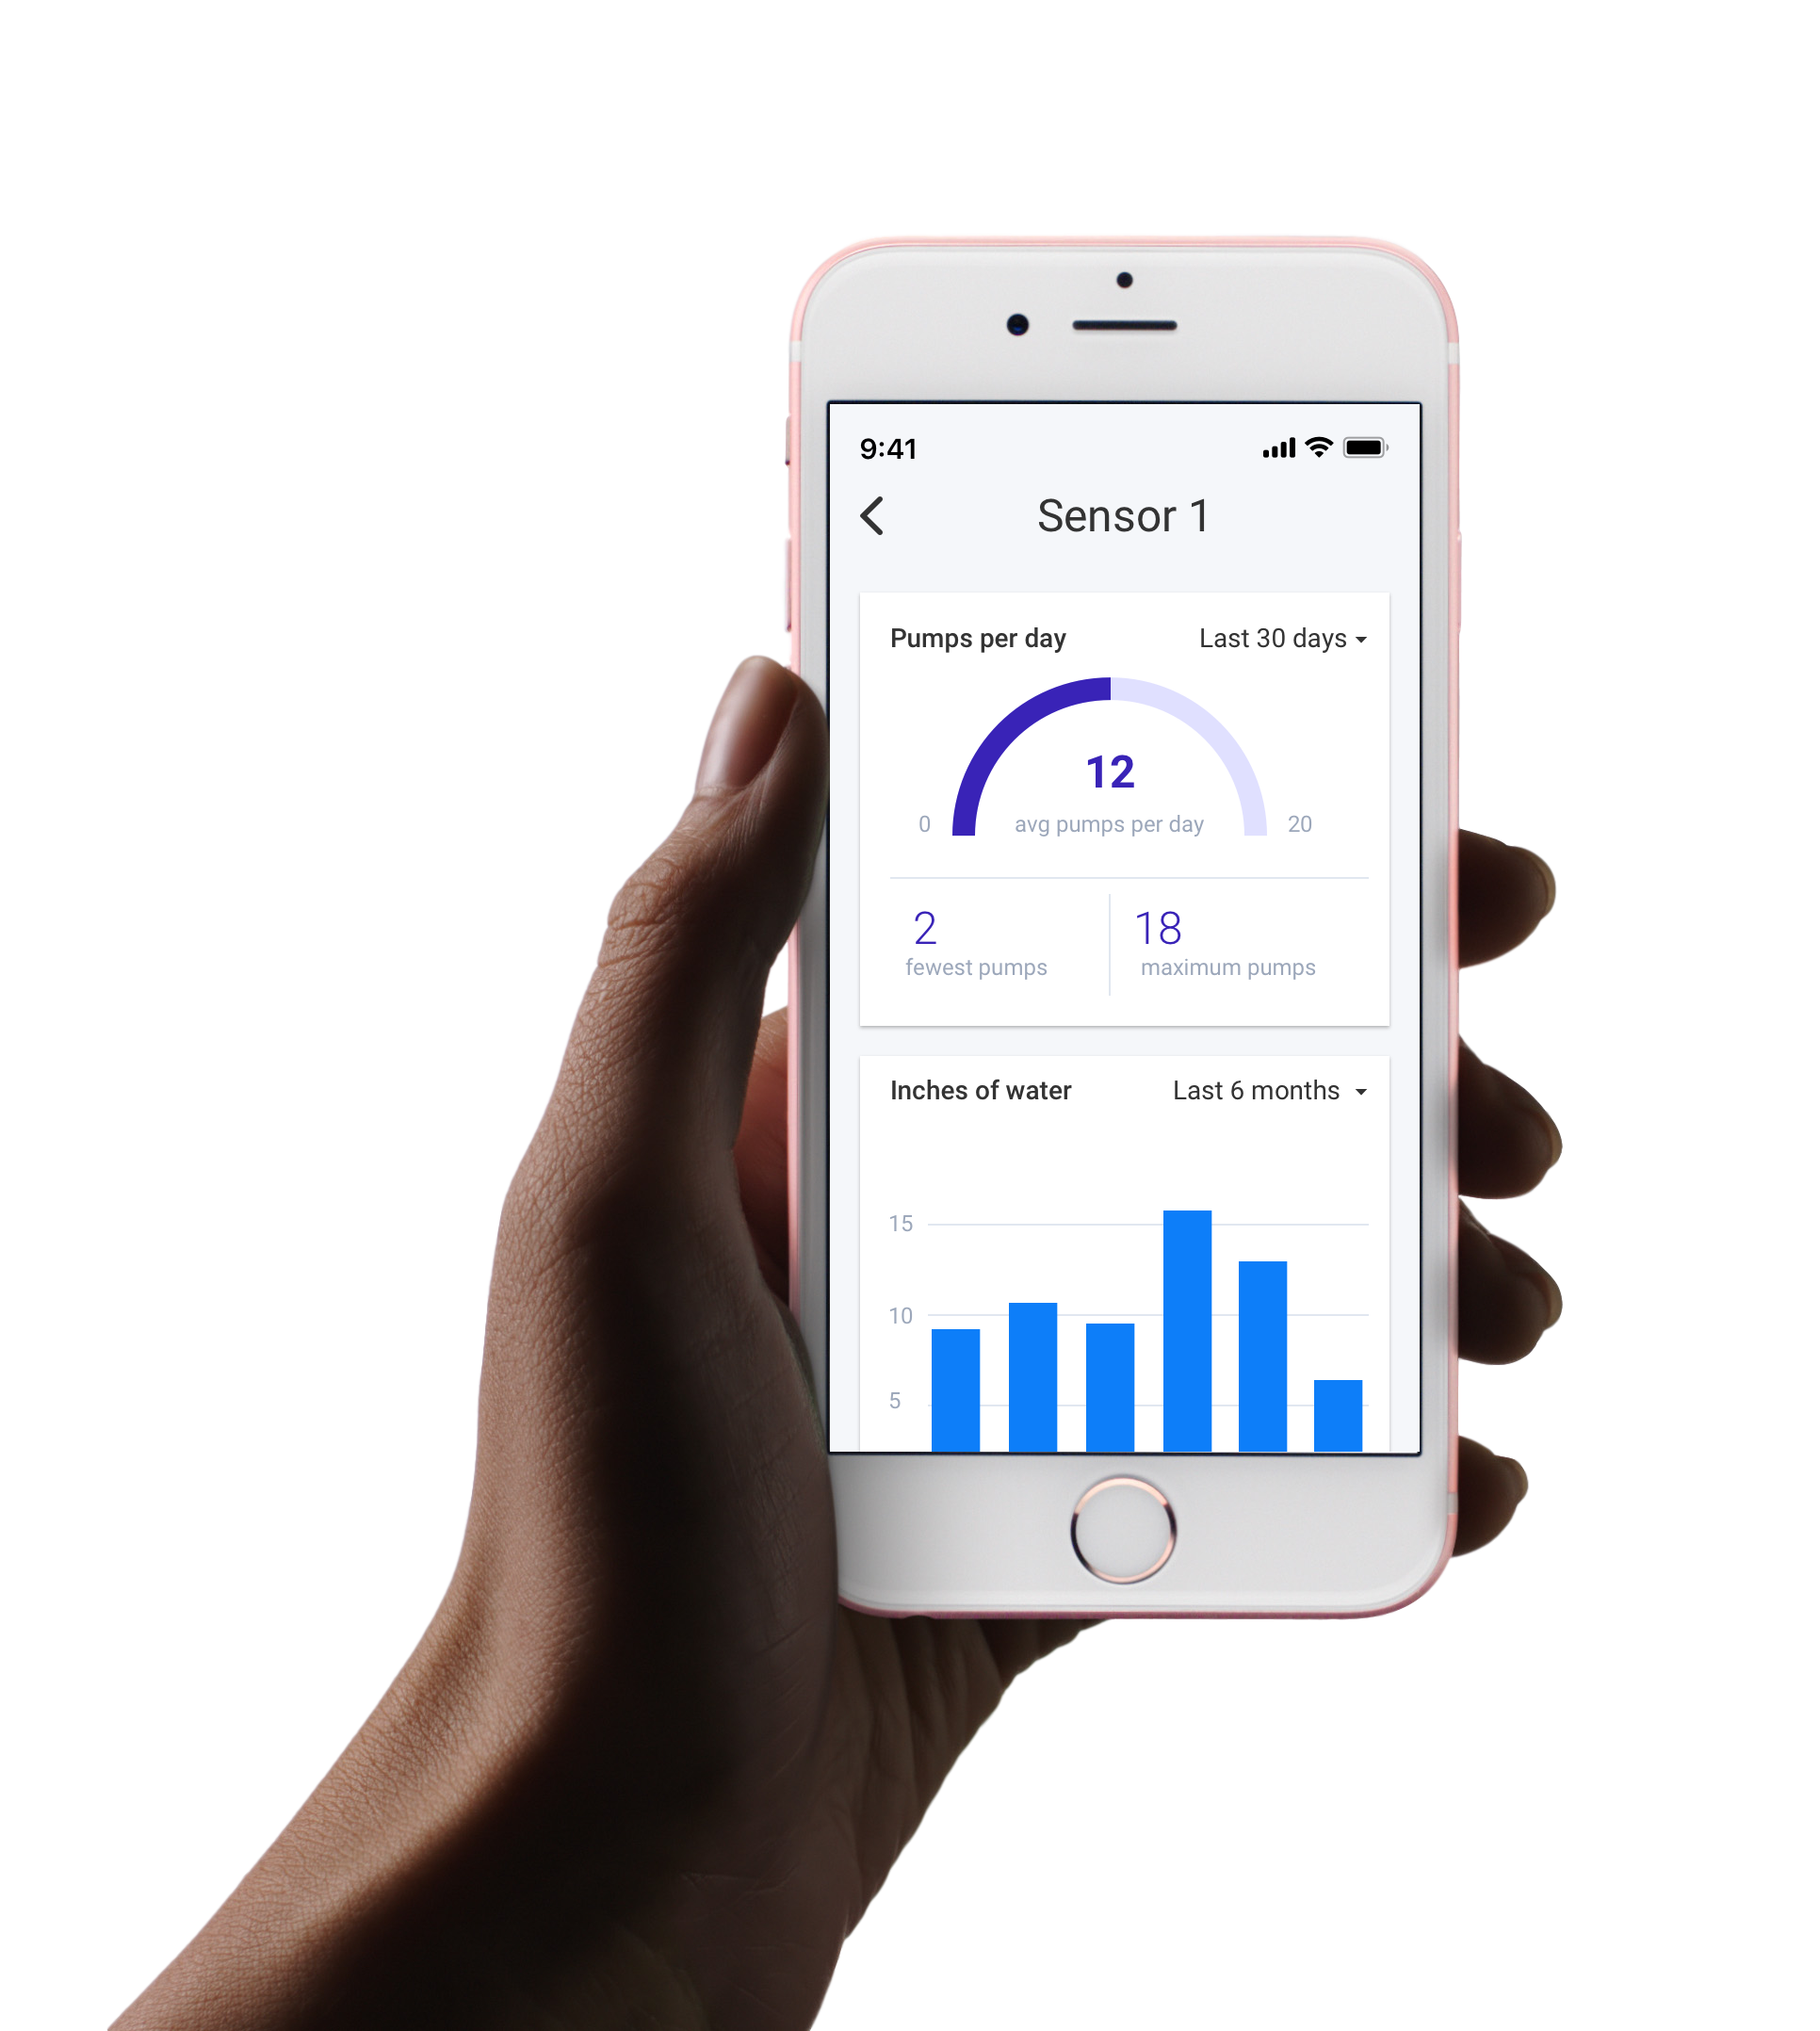 9:41
Sensor 1
Pumps per day Last 30 days
12
0 avg pumps per day 20
2 18
fewest pumps maximum pumps
Inches of water Last 6 months
15
10
5